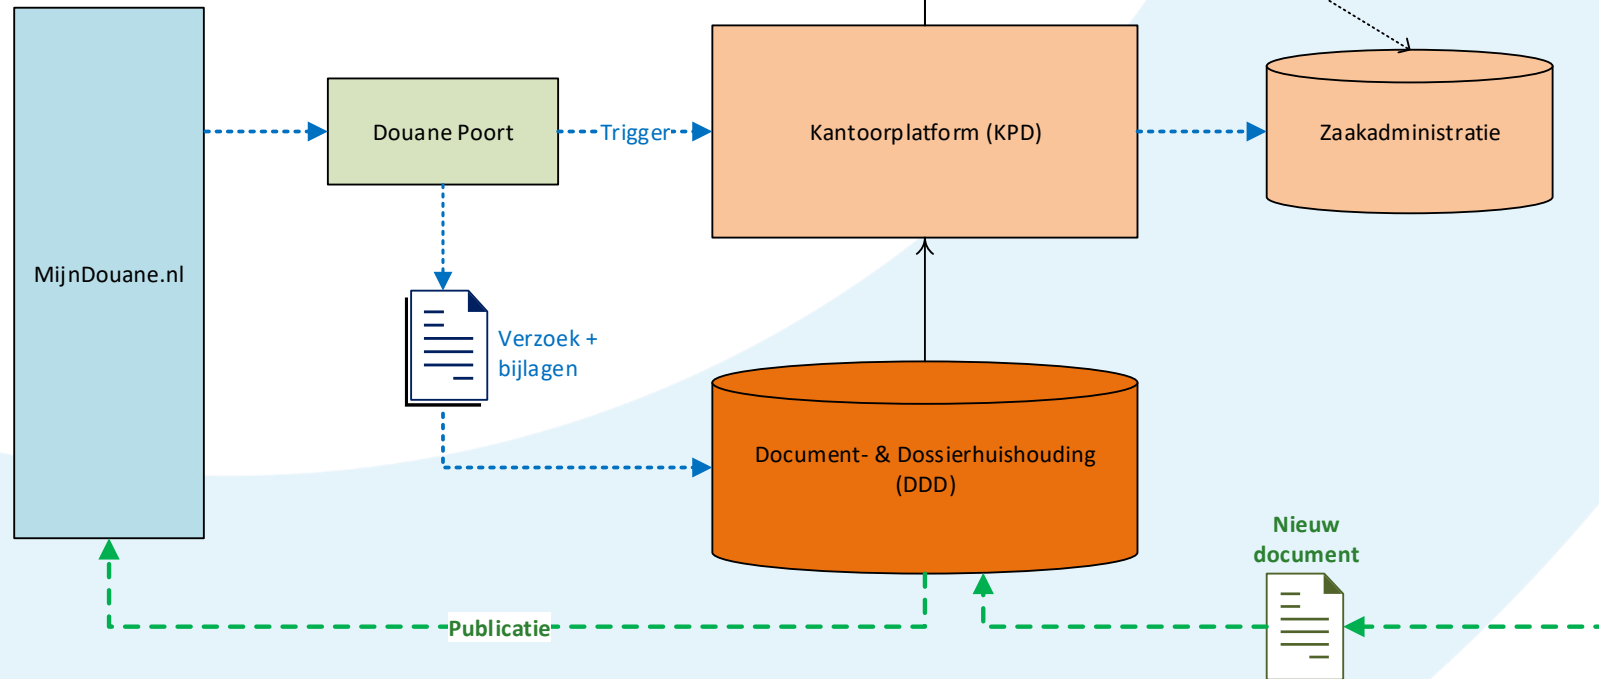 Douane Poort
Trigger
Kantoorplatform (KPD)
Zaakadministratie
MijnDouane.nl
Verzoek +
bijlagen
Document- & Dossierhuishouding
(DDD)
Nieuw
document
Publicatie